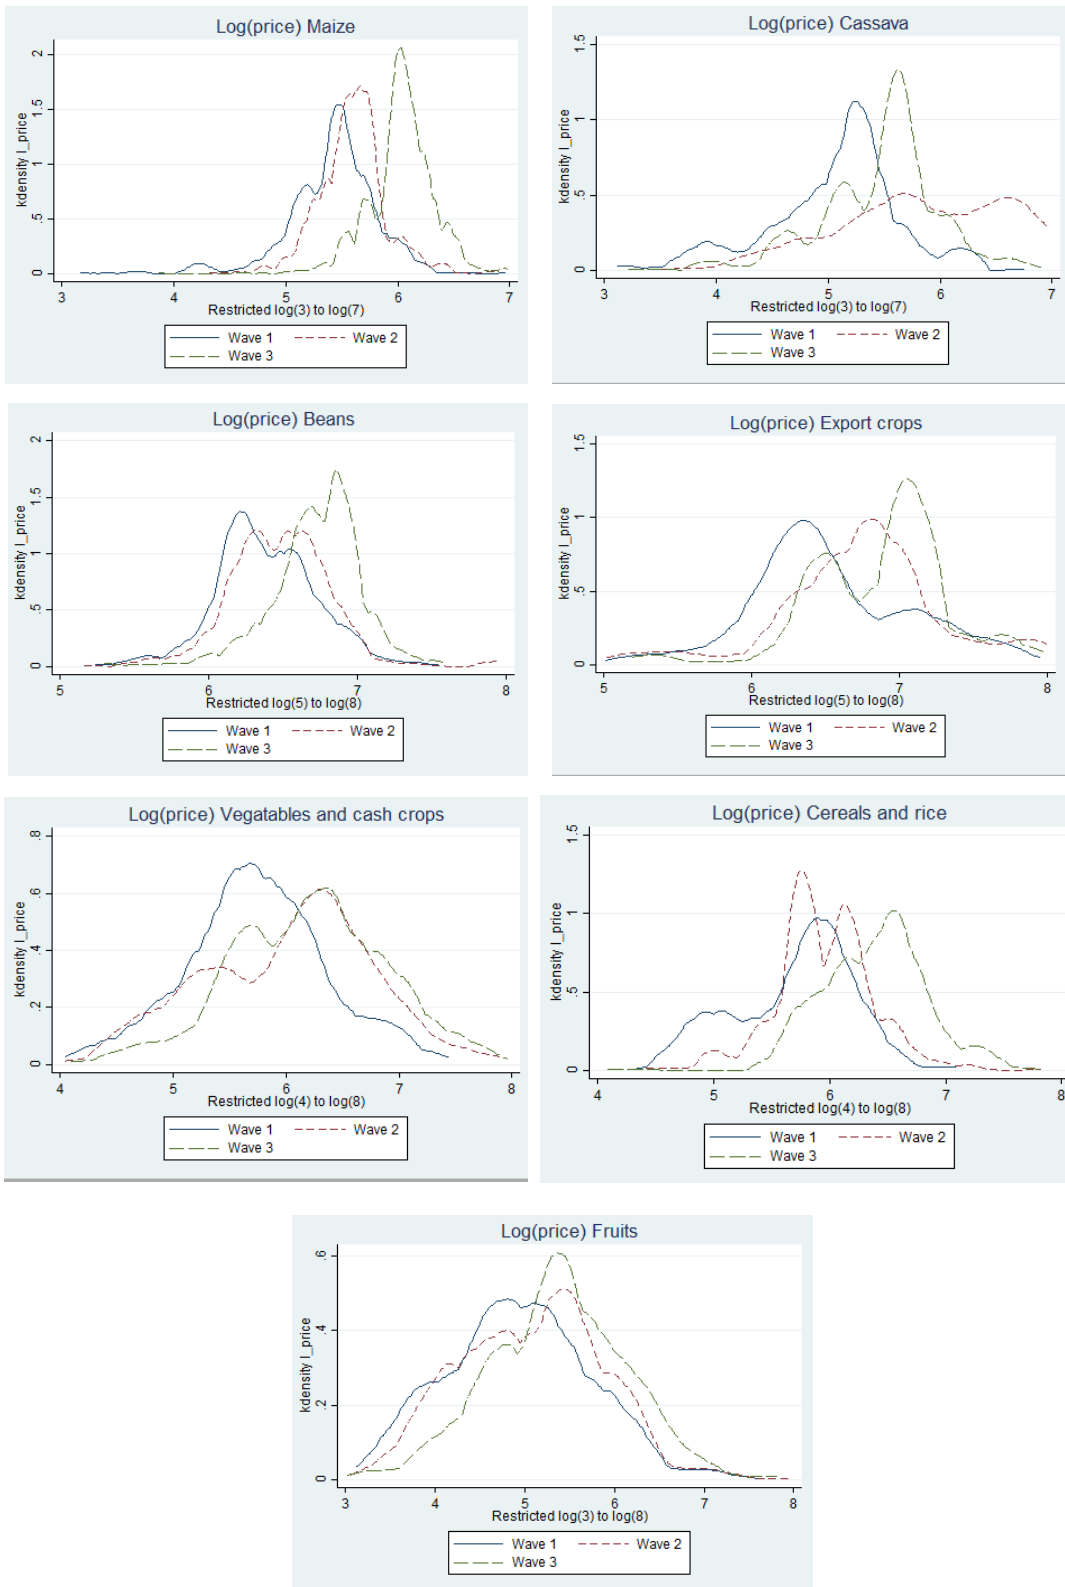 Log(price) Maize
kdensity l_price
0 .5 1 1.5 2
3 4 5 6 7
Restricted log(3) to log(7)
Wave 1 Wave 2
Wave 3
Log(price) Cassava
kdensity l_price
0 .5 1 1.5
3 4 5 6 7
Restricted log(3) to log(7)
Wave 1 Wave 2
Wave 3
Log(price) Beans
kdensity l_price
0 .5 1 1.5 2
5 6 7 8
Restricted log(5) to log(8)
Wave 1 Wave 2
Wave 3
Log(price) Export crops
kdensity l_price
0 .5 1 1.5
5 6 7 8
Restricted log(5) to log(8)
Wave 1 Wave 2
Wave 3
Log(price) Vegatables and cash crops
kdensity l_price
0 .2 .4 .6 .8
4 5 6 7 8
Restricted log(4) to log(8)
Wave 1 Wave 2
Wave 3
Log(price) Cereals and rice
kdensity l_price
0 .5 1 1.5
4 5 6 7 8
Restricted log(4) to log(8)
Wave 1 Wave 2
Wave 3
Log(price) Fruits
kdensity l_price
0 .2 .4 .6
3 4 5 6 7 8
Restricted log(3) to log(8)
Wave 1 Wave 2
Wave 3